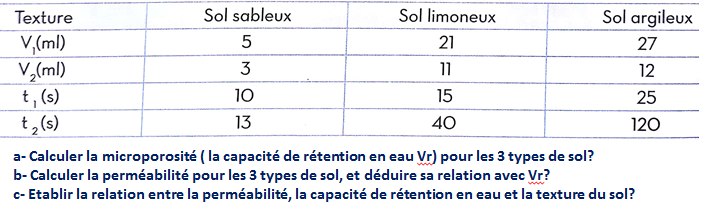 Texture Sol sableux Sol limoneux Sol argileux
V₁(ml) 5 21 27
V₂(ml) 3 11 12
t₁(s) 10 15 25
t₂(s) 13 40 120
a- Calculer la microporosité ( la capacité de rétention en eau Vr) pour les 3 types de sol?
b- Calculer la perméabilité pour les 3 types de sol, et déduire sa relation avec Vr?
c- Etablir la relation entre la perméabilité, la capacité de rétention en eau et la texture du sol?